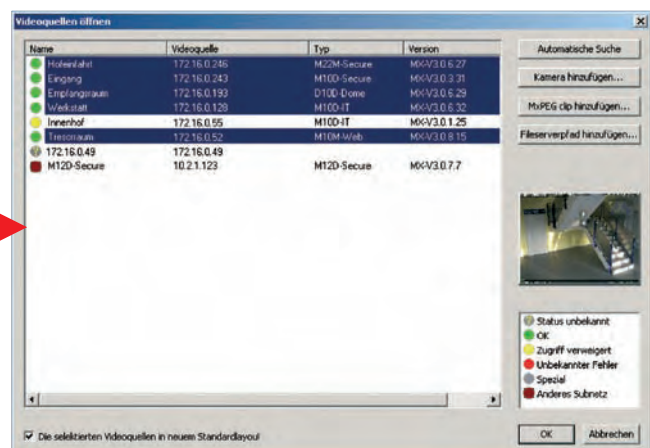 Videoquellen öffnen
Name Videoquelle Typ Version
Hofeinfahrt 172.16.0.246 M22M-Secure MX-V3.0.6.27
Eingang 172.16.0.243 M10D-Secure MX-V3.0.3.31
Empfangsraum 172.16.0.193 D10D-Dome MX-V3.0.6.29
Werkstatt 172.16.0.128 M10D-IT MX-V3.0.6.32
Innenhof 172.16.0.55 M10D-IT MX-V3.0.1.25
Tresorraum 172.16.0.52 M10M-Web MX-V3.0.8.15
172.16.0.49 172.16.0.49
M12D-Secure 10.2.1.123 M12D-Secure MX-V3.0.7.7
Automatische Suche
Kamera hinzufügen...
MxPEG clip hinzufügen...
Fileserverpfad hinzufügen...
Status unbekannt
OK
Zugriff verweigert
Unbekannter Fehler
Spezial
Anderes Subnetz
Die selektierten Videoquellen in neuem Standardlayout
OK Abbrechen